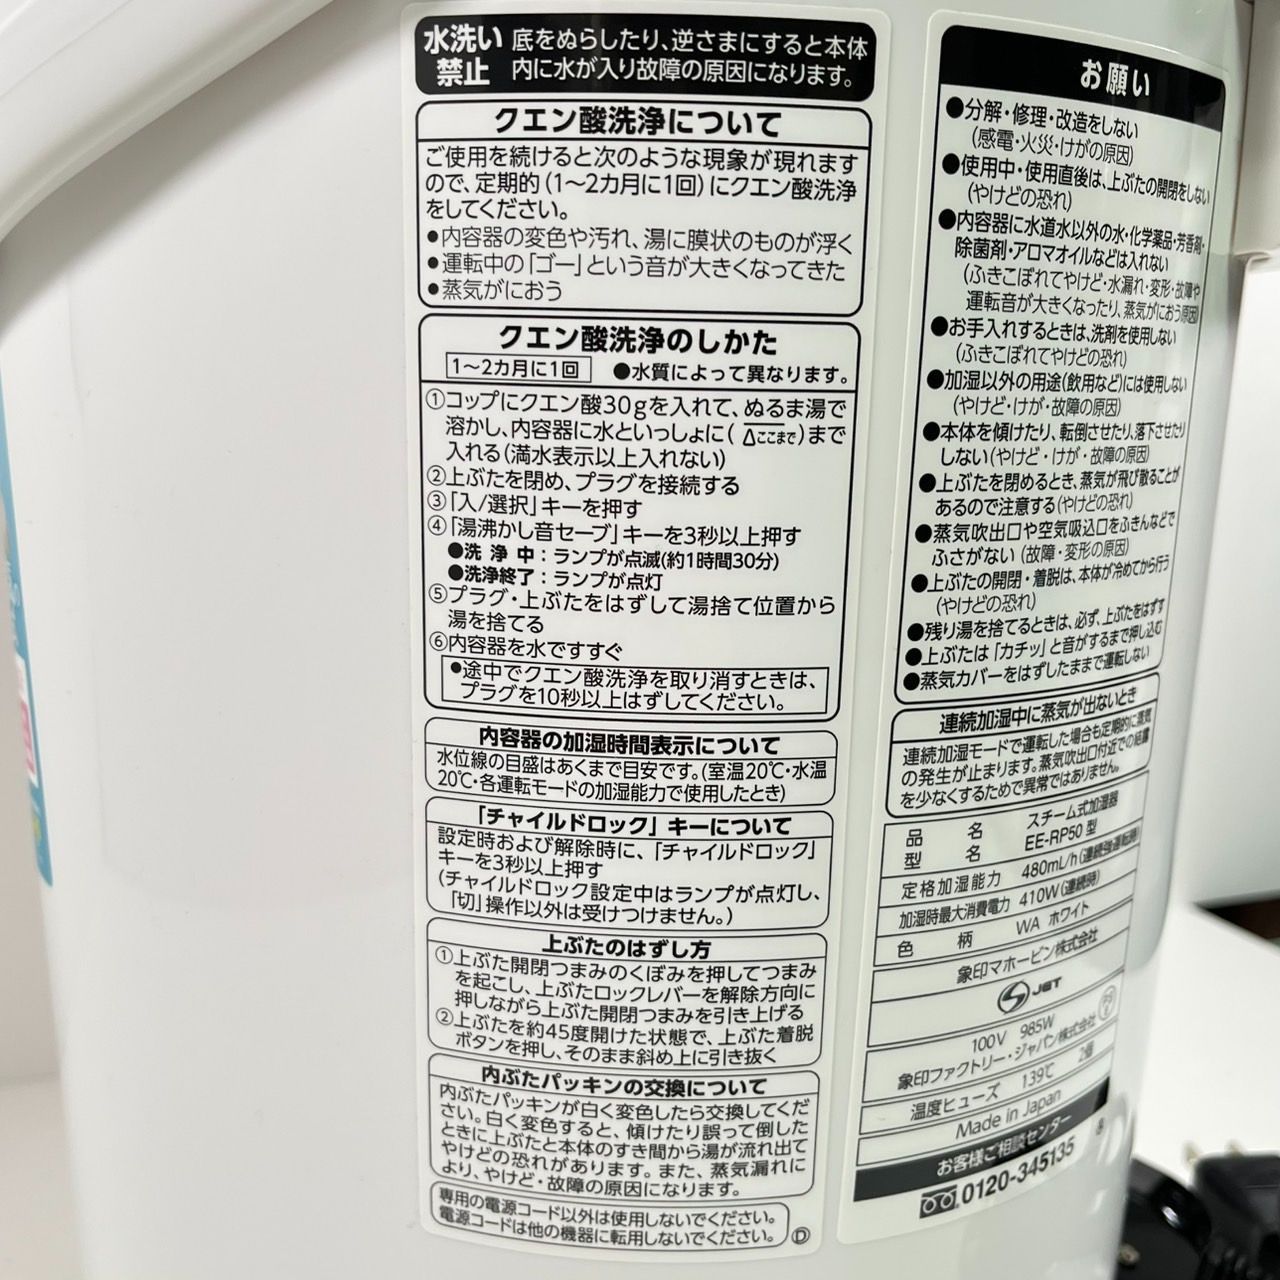 水洗い 底をぬらしたり、逆さまにすると本体
禁止 内に水が入り故障の原因になります。
クエン酸洗浄について
ご使用を続けると次のような現象が現れます
ので、定期的(1～2カ月に1回)にクエン酸洗浄
をしてください。
●内容器の変色や汚れ、湯に膜状のものが浮く
●運転中の「ゴー」という音が大きくなってきた
●蒸気がにおう
クエン酸洗浄のしかた
1～2カ月に1回 ●水質によって異なります。
①コップにクエン酸30gを入れて、ぬるま湯で
溶かし、内容器に水といっしょに(△ここまで)まで
入れる(満水表示以上入れない)
②上ぶたを閉め、プラグを接続する
③「入/選択」キーを押す
④「湯沸かし音セーブ」キーを3秒以上押す
●洗浄中：ランプが点滅(約1時間30分)
●洗浄終了：ランプが点灯
⑤プラグ・上ぶたをはずして湯捨て位置から
湯を捨てる
⑥内容器を水ですすぐ
●途中でクエン酸洗浄を取り消すときは、
プラグを10秒以上はずしてください。
内容器の加湿時間表示について
水位線の目盛はあくまで目安です。(室温20℃・水温
20℃・各運転モードの加湿能力で使用したとき)
「チャイルドロック」キーについて
設定時および解除時に、「チャイルドロック」
キーを3秒以上押す
(チャイルドロック設定中はランプが点灯し、
「切」操作以外は受けつけません。)
上ぶたのはずし方
①上ぶた開閉つまみのくぼみを押してつまみ
を起こし、上ぶたロックレバーを解除方向に
押しながら上ぶた開閉つまみを引き上げる
②上ぶたを約45度開けた状態で、上ぶた着脱
ボタンを押し、そのまま斜め上に引き抜く
内ぶたパッキンの交換について
内ぶたパッキンが白く変色したら交換してくだ
さい。白く変色すると、傾けたり誤って倒した
ときに上ぶたと本体のすき間から湯が流れ出て
やけどの恐れがあります。また、蒸気漏れに
より、やけど・故障の原因になります。
専用の電源コード以外は使用しないでください。
電源コードは他の機器に転用しないでください。 Ⓓ
お願い
●分解・修理・改造をしない
(感電・火災・けがの原因)
●使用中・使用直後は、上ぶたの開閉をしない
(やけどの恐れ)
●内容器に水道水以外の水・化学薬品・芳香剤・
除菌剤・アロマオイルなどは入れない
(ふきこぼれてやけど・水漏れ・変形・故障や
運転音が大きくなったり、蒸気がにおう原因)
●お手入れするときは、洗剤を使用しない
(ふきこぼれてやけどの恐れ)
●加湿以外の用途(飲用など)には使用しない
(やけど・けが・故障の原因)
●本体を傾けたり、転倒させたり、落下させたり
しない(やけど・けが・故障の原因)
●上ぶたを閉めるとき、蒸気が飛び散ることが
あるので注意する(やけどの恐れ)
●蒸気吹出口や空気吸込口をふきんなどで
ふさがない(故障・変形の原因)
●上ぶたの開閉・着脱は、本体が冷めてから行う
(やけどの恐れ)
●残り湯を捨てるときは、必ず、上ぶたをはずす
●上ぶたは「カチッ」と音がするまで押し込む
●蒸気カバーをはずしたままで運転しない
連続加湿中に蒸気が出ないとき
連続加湿モードで運転した場合も定期的に蒸気
の発生が止まります。蒸気吹出口付近での結露
を少なくするためで異常ではありません。
品名 スチーム式加湿器
型名 EE-RP50 型
定格加湿能力 480mL/h(連続強運転時)
加湿時最大消費電力 410W(連続時)
色柄 WA ホワイト
象印マホービン株式会社
JET
100V 985W
象印ファクトリー・ジャパン株式会社 PSE
温度ヒューズ 139℃ 2個
Made in Japan
お客様ご相談センター
0120-345135